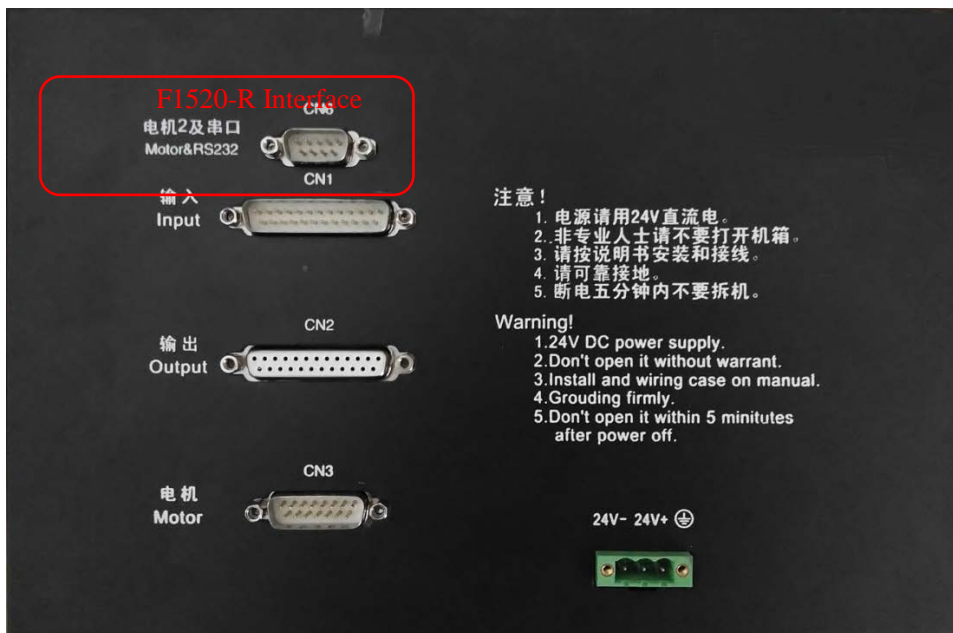 F1520-R Interface
CN6
电机2及串口
Motor&RS232
CN1
输入
Input
CN2
输出
Output
CN3
电机
Motor
注意！
1. 电源请用24V直流电。
2. 非专业人士请不要打开机箱。
3. 请按说明书安装和接线。
4. 请可靠接地。
5. 断电五分钟内不要拆机。
Warning!
1.24V DC power supply.
2.Don't open it without warrant.
3.Install and wiring case on manual.
4.Grounding firmly.
5.Don't open it within 5 minitutes
after power off.
24V- 24V+